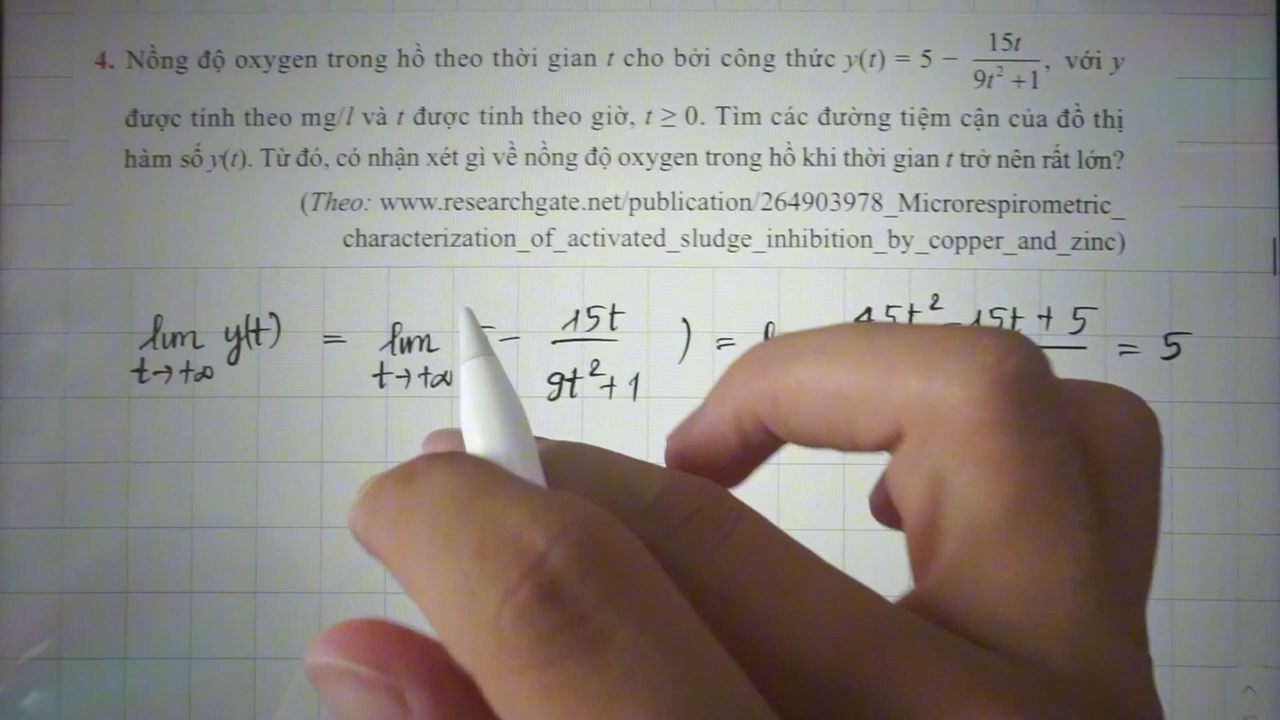 4. Nồng độ oxygen trong hồ theo thời gian t cho bởi công thức y(t) = 5 − 15t / (9t² + 1), với y
được tính theo mg/l và t được tính theo giờ, t ≥ 0. Tìm các đường tiệm cận của đồ thị
hàm số y(t). Từ đó, có nhận xét gì về nồng độ oxygen trong hồ khi thời gian t trở nên rất lớn?
(Theo: www.researchgate.net/publication/264903978_Microrespirometric_
characterization_of_activated_sludge_inhibition_by_copper_and_zinc)
lim t→+∞ y(t) = lim t→+∞ − 15t / (9t² + 1) ) = 45t² − 15t + 5 = 5